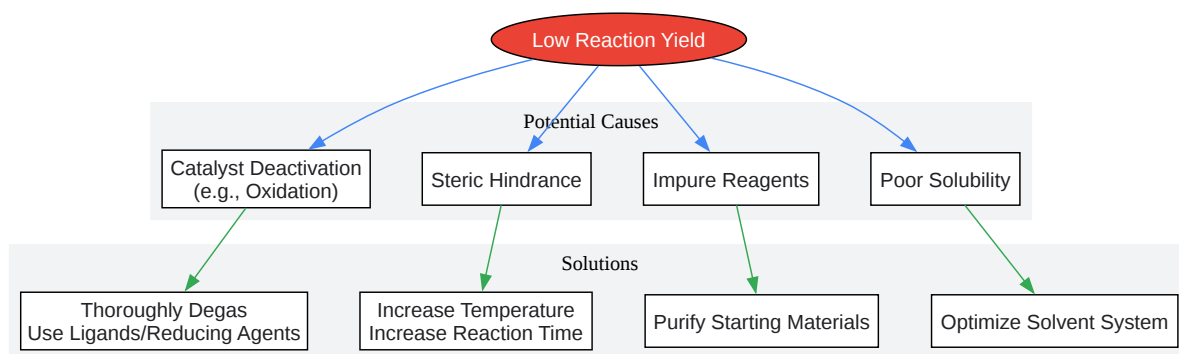 Low Reaction Yield
Potential Causes
Catalyst Deactivation
(e.g., Oxidation)
Steric Hindrance
Impure Reagents
Poor Solubility
Solutions
Thoroughly Degas
Use Ligands/Reducing Agents
Increase Temperature
Increase Reaction Time
Purify Starting Materials
Optimize Solvent System